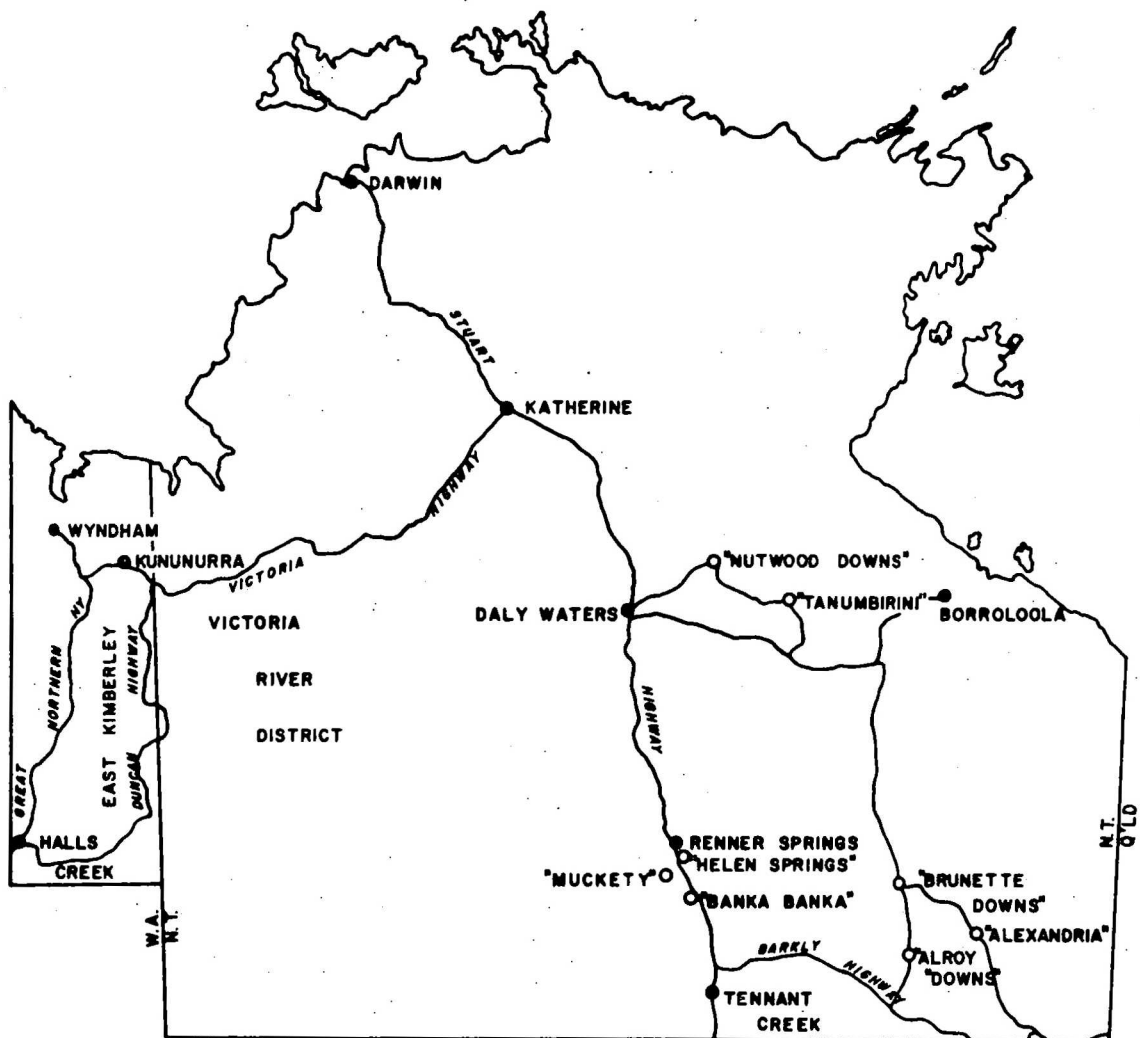 DARWIN
STUART
KATHERINE
HIGHWAY
WYNDHAM
KUNUNURRA
VICTORIA
"NUTWOOD DOWNS"
"TANUMBIRINI"
BORROLOOLA
DALY WATERS
VICTORIA
RIVER
DISTRICT
GREAT
NORTHERN
HY
EAST KIMBERLEY
DUNCAN
HIGHWAY
HIGHWAY
HALLS
CREEK
RENNER SPRINGS
"HELEN SPRINGS"
"MUCKETY"
"BANKA BANKA"
"BRUNETTE
DOWNS"
"ALEXANDRIA"
"ALROY
"DOWNS"
N.T.
Q'LD
W.A.
N.T.
BARKLY
HIGHWAY
TENNANT
CREEK